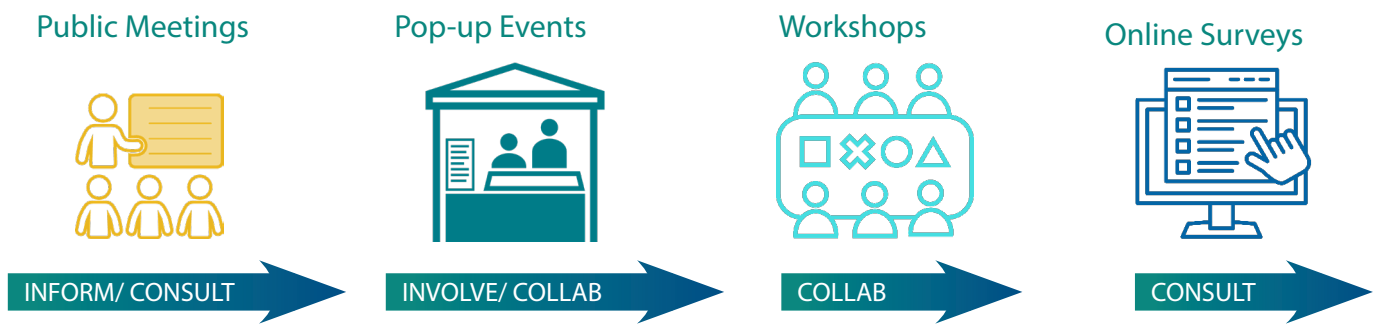 Public Meetings
Pop-up Events
Workshops
Online Surveys
INFORM/ CONSULT
INVOLVE/ COLLAB
COLLAB
CONSULT